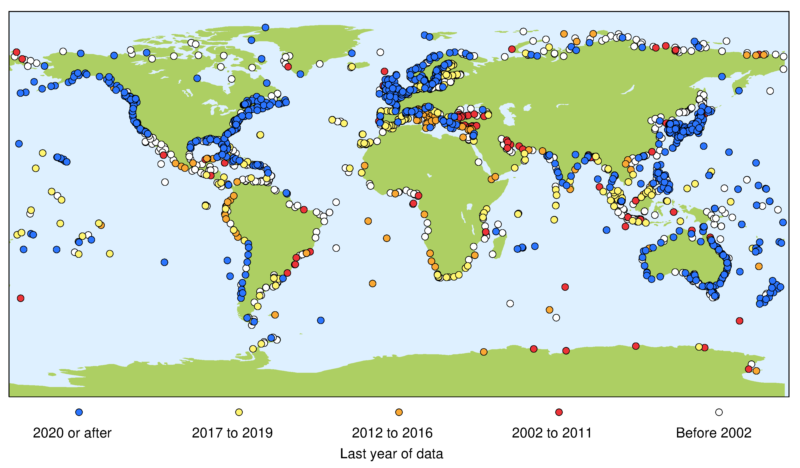 2020 or after 2017 to 2019 2012 to 2016 2002 to 2011 Before 2002
Last year of data